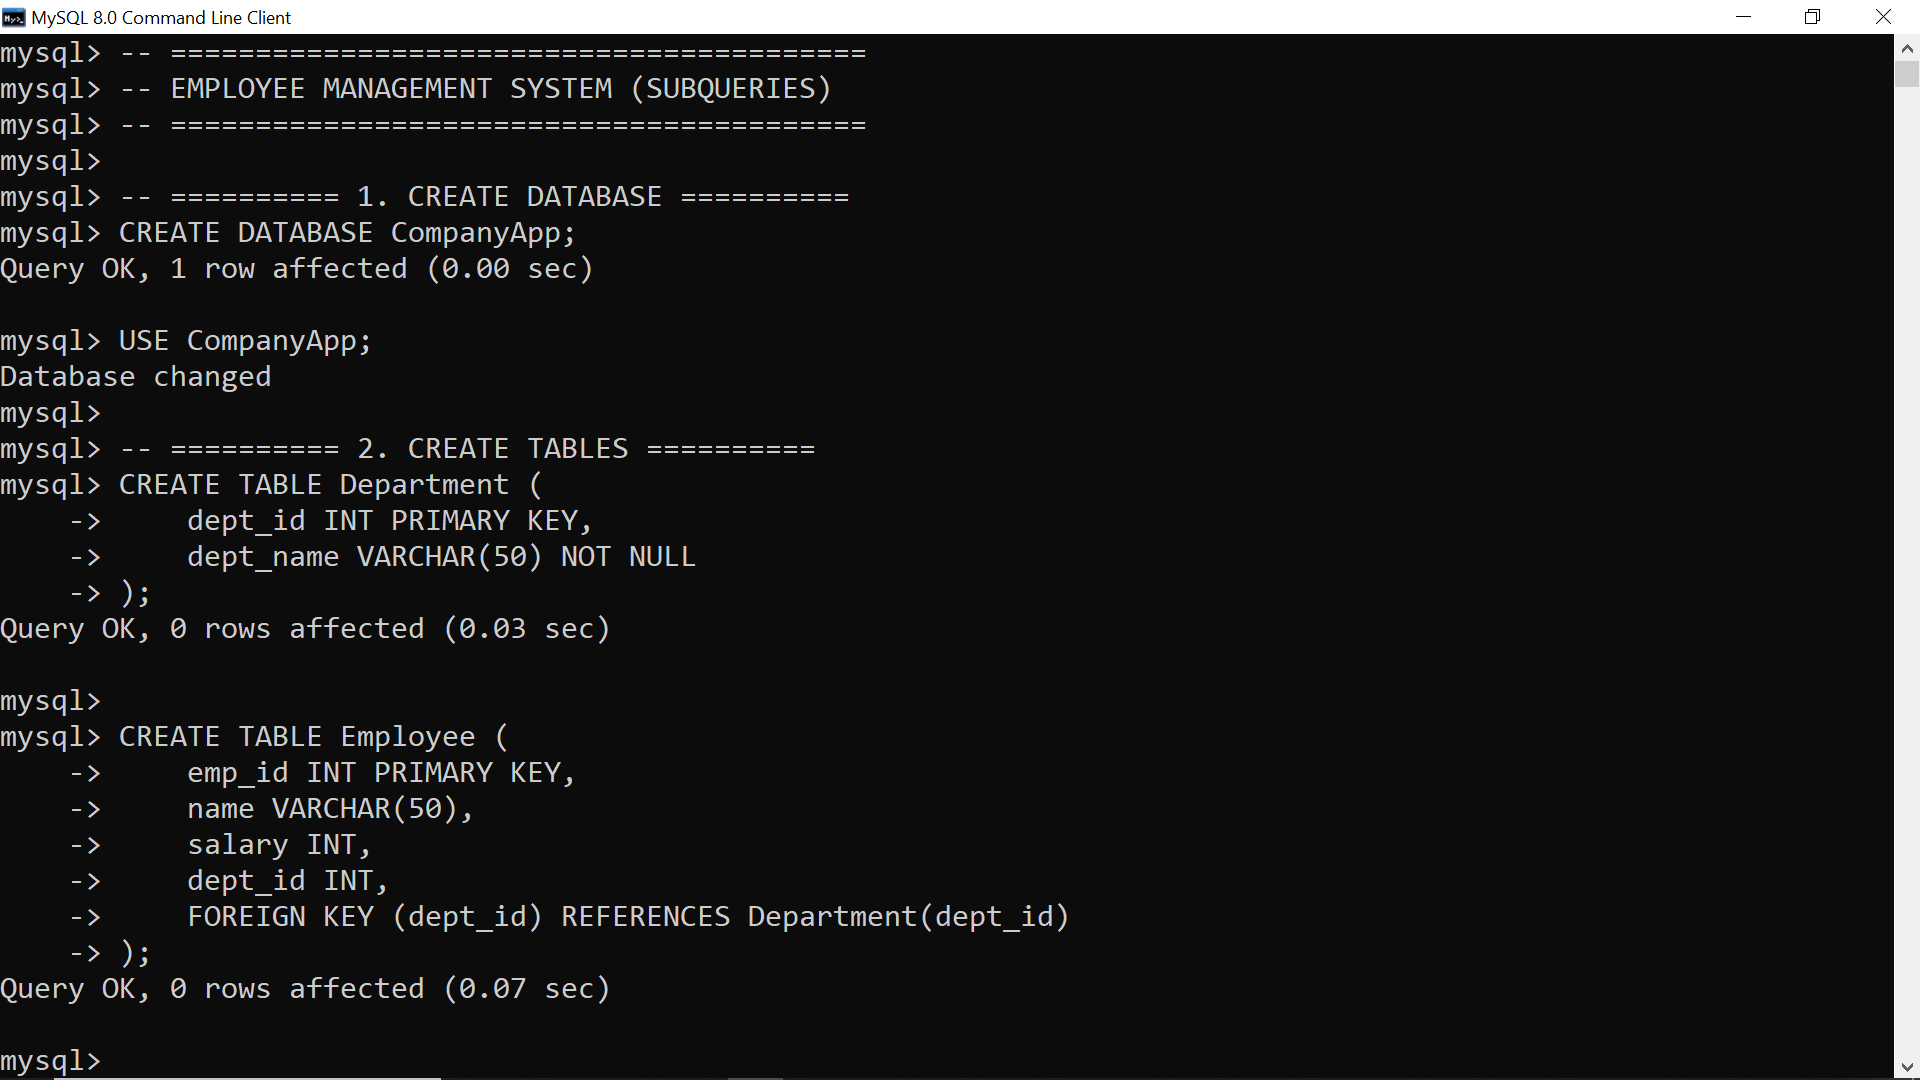 MySQL 8.0 Command Line Client
mysql> -- =========================================
mysql> -- EMPLOYEE MANAGEMENT SYSTEM (SUBQUERIES)
mysql> -- =========================================
mysql>
mysql> -- ========== 1. CREATE DATABASE ==========
mysql> CREATE DATABASE CompanyApp;
Query OK, 1 row affected (0.00 sec)
mysql> USE CompanyApp;
Database changed
mysql>
mysql> -- ========== 2. CREATE TABLES ==========
mysql> CREATE TABLE Department (
    ->     dept_id INT PRIMARY KEY,
    ->     dept_name VARCHAR(50) NOT NULL
    -> );
Query OK, 0 rows affected (0.03 sec)
mysql>
mysql> CREATE TABLE Employee (
    ->     emp_id INT PRIMARY KEY,
    ->     name VARCHAR(50),
    ->     salary INT,
    ->     dept_id INT,
    ->     FOREIGN KEY (dept_id) REFERENCES Department(dept_id)
    -> );
Query OK, 0 rows affected (0.07 sec)
mysql>